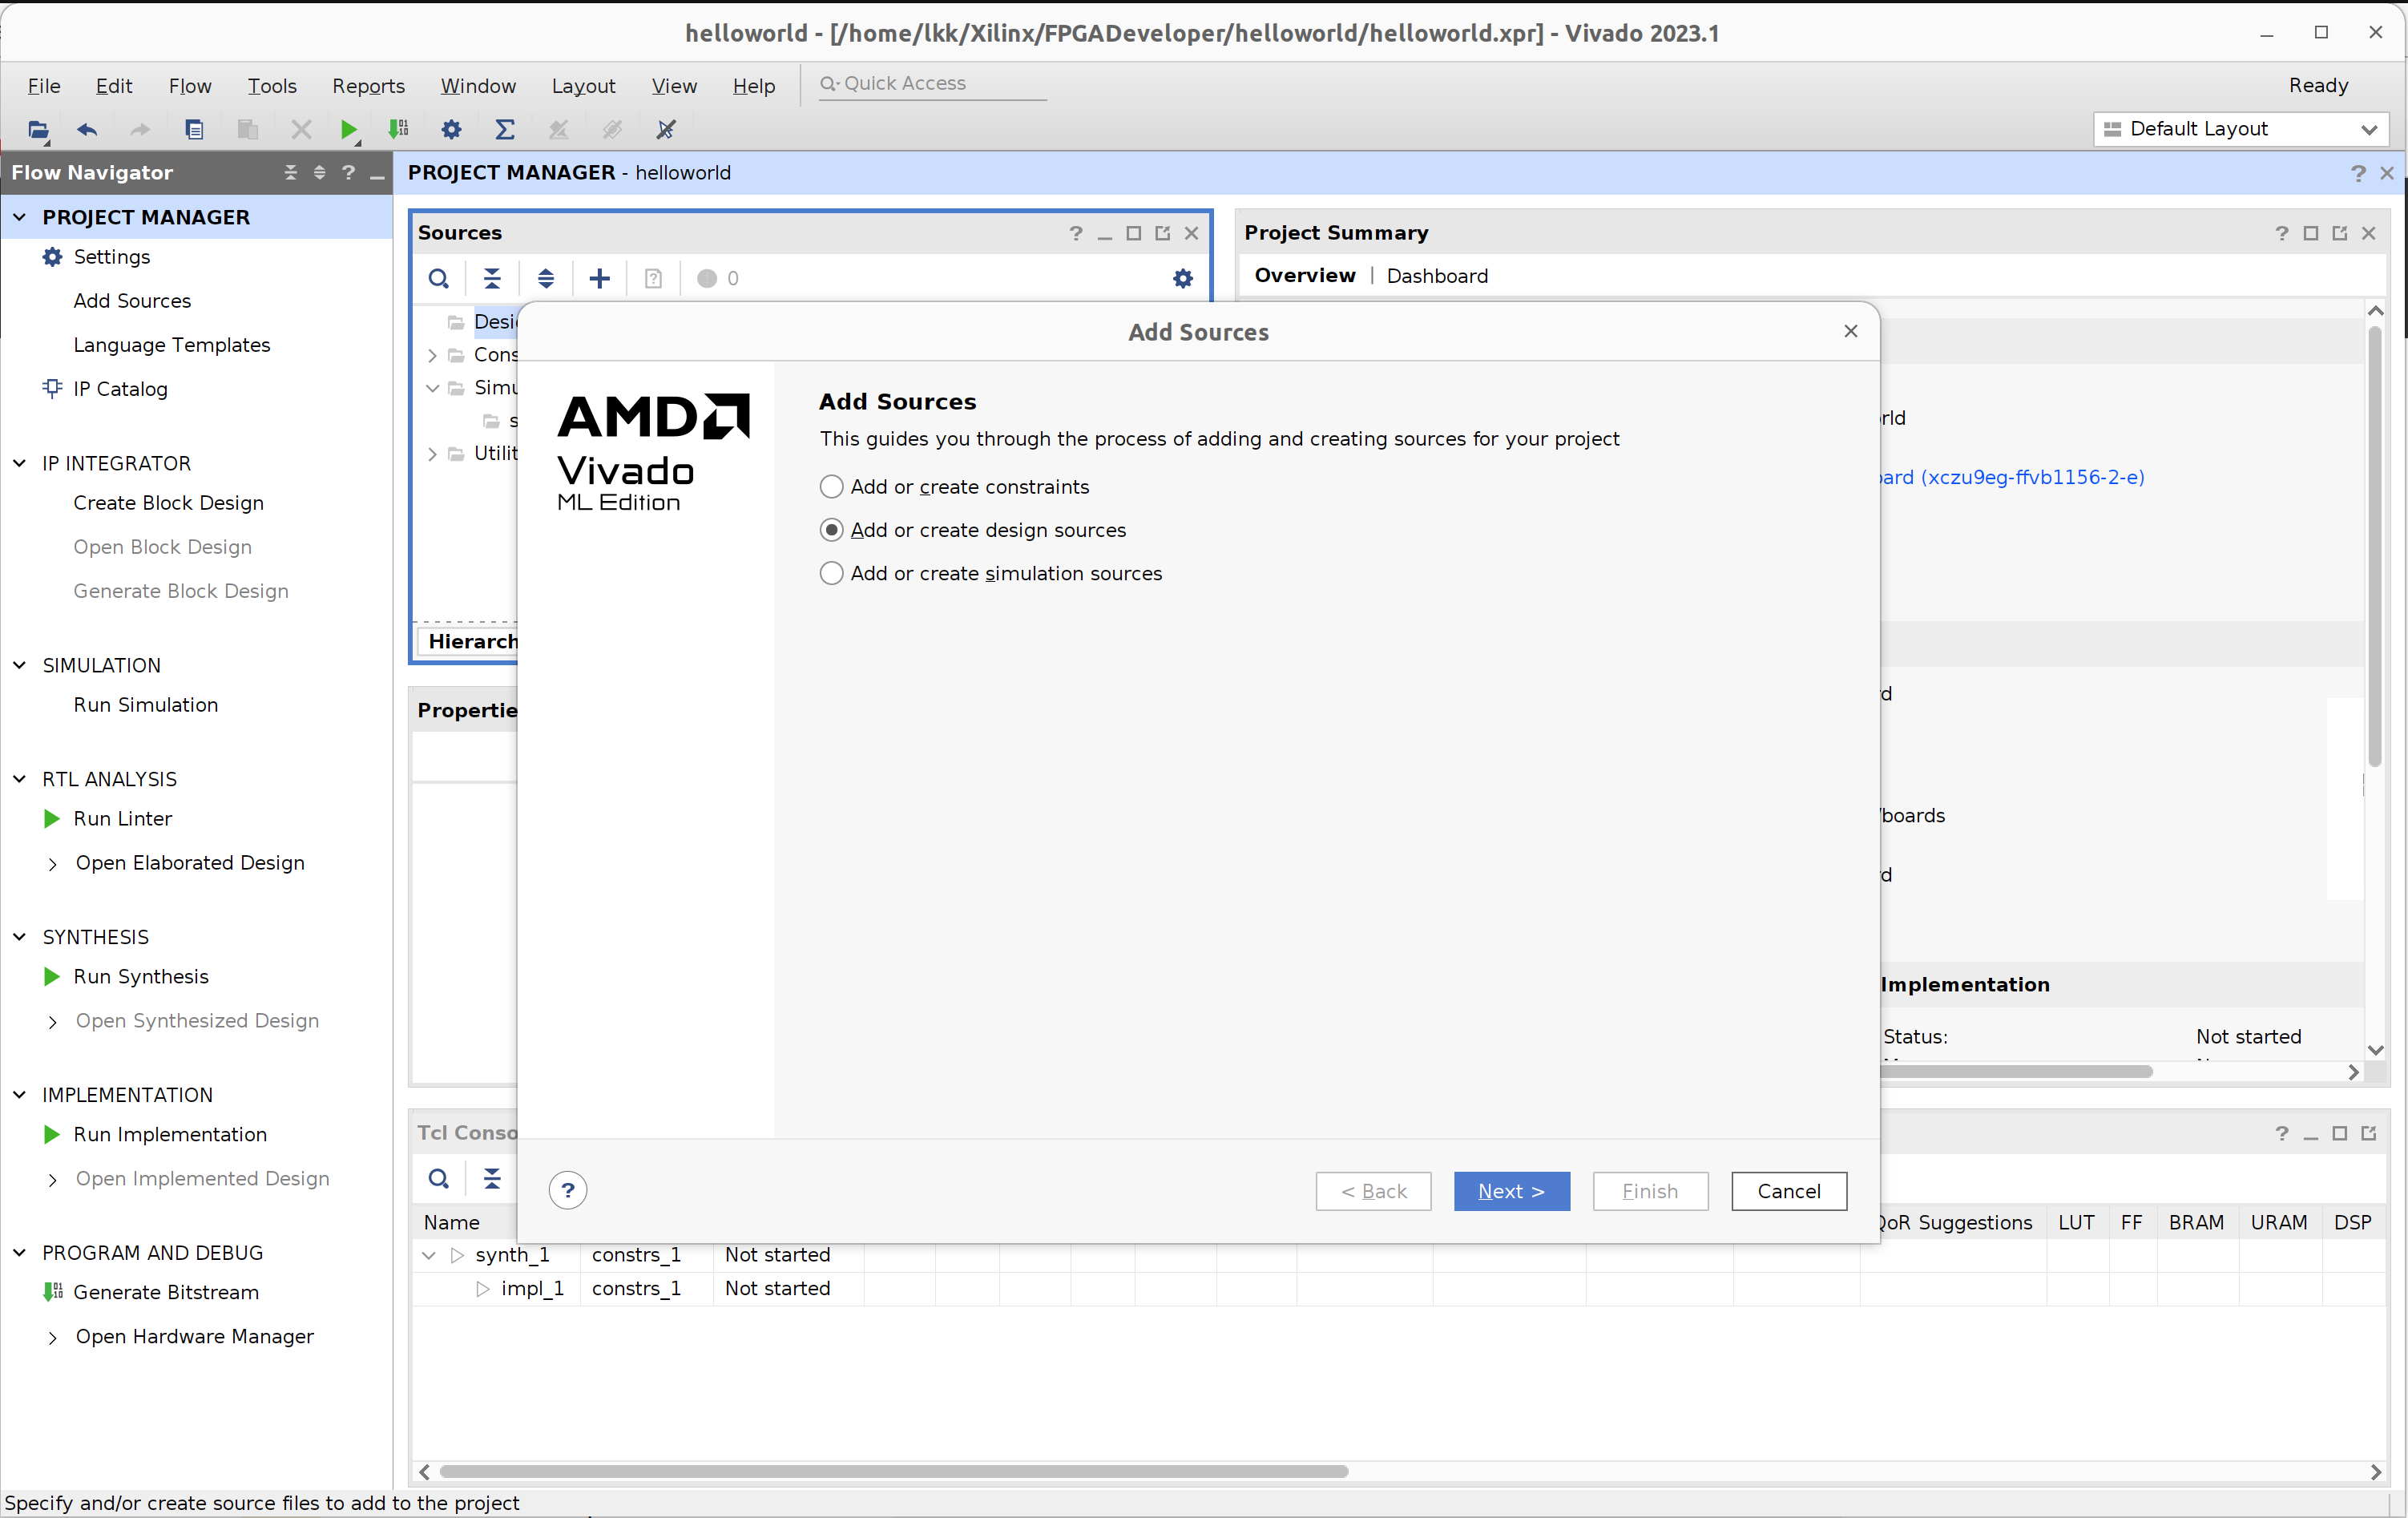 helloworld - [/home/lkk/Xilinx/FPGADeveloper/helloworld/helloworld.xpr] - Vivado 2023.1
File Edit Flow Tools Reports Window Layout View Help Quick Access Ready
Default Layout
Flow Navigator
PROJECT MANAGER
Settings
Add Sources
Language Templates
IP Catalog
IP INTEGRATOR
Create Block Design
Open Block Design
Generate Block Design
SIMULATION
Run Simulation
RTL ANALYSIS
Run Linter
Open Elaborated Design
SYNTHESIS
Run Synthesis
Open Synthesized Design
IMPLEMENTATION
Run Implementation
Open Implemented Design
PROGRAM AND DEBUG
Generate Bitstream
Open Hardware Manager
PROJECT MANAGER - helloworld
Sources
0
Desi
Cons
Simu
s
Utilit
Hierarch
Propertie
Project Summary
Overview | Dashboard
rld
ard (xczu9eg-ffvb1156-2-e)
rd
/boards
rd
Implementation
Status: Not started
Add Sources
AMD
Vivado
ML Edition
Add Sources
This guides you through the process of adding and creating sources for your project
Add or create constraints
Add or create design sources
Add or create simulation sources
? < Back Next > Finish Cancel
Tcl Conso
Name QoR Suggestions LUT FF BRAM URAM DSP
synth_1 constrs_1 Not started
impl_1 constrs_1 Not started
Specify and/or create source files to add to the project